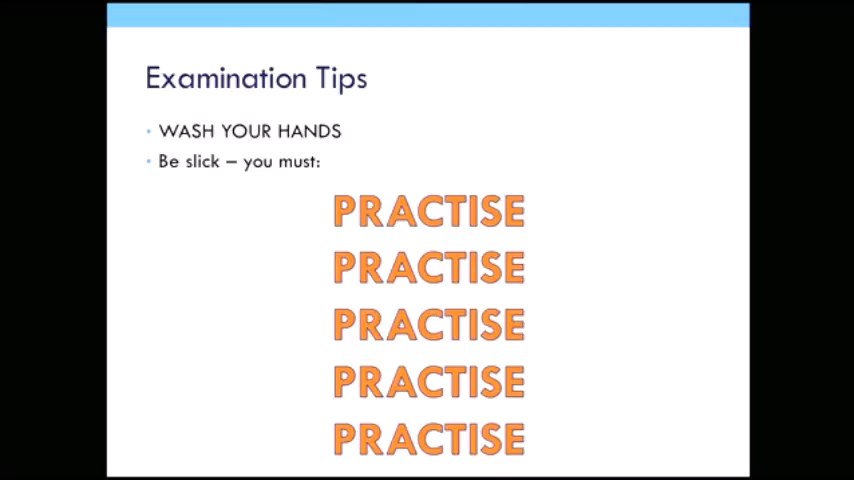 Examination Tips
• WASH YOUR HANDS
• Be slick – you must:
PRACTISE
PRACTISE
PRACTISE
PRACTISE
PRACTISE